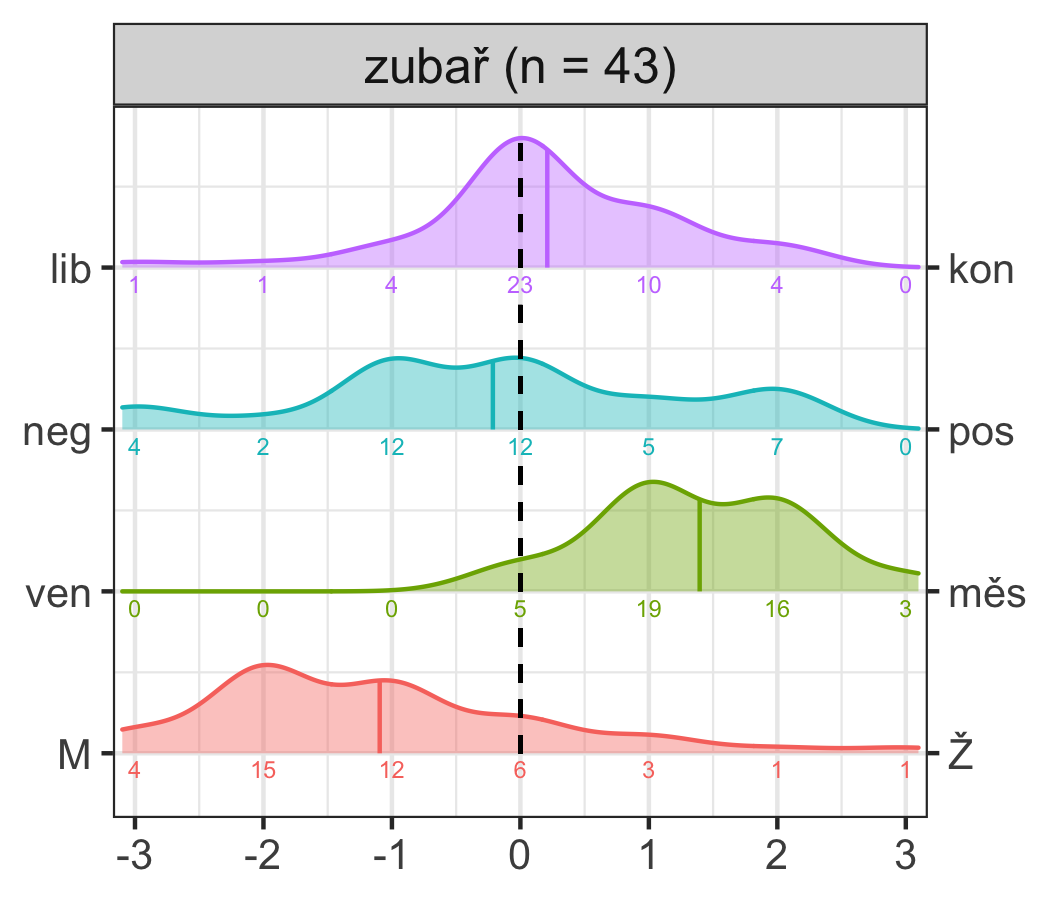 zubař (n = 43)
lib kon
1 1 4 23 10 4 0
neg pos
4 2 12 12 5 7 0
ven měs
0 0 0 5 19 16 3
M Ž
4 15 12 6 3 1 1
-3 -2 -1 0 1 2 3